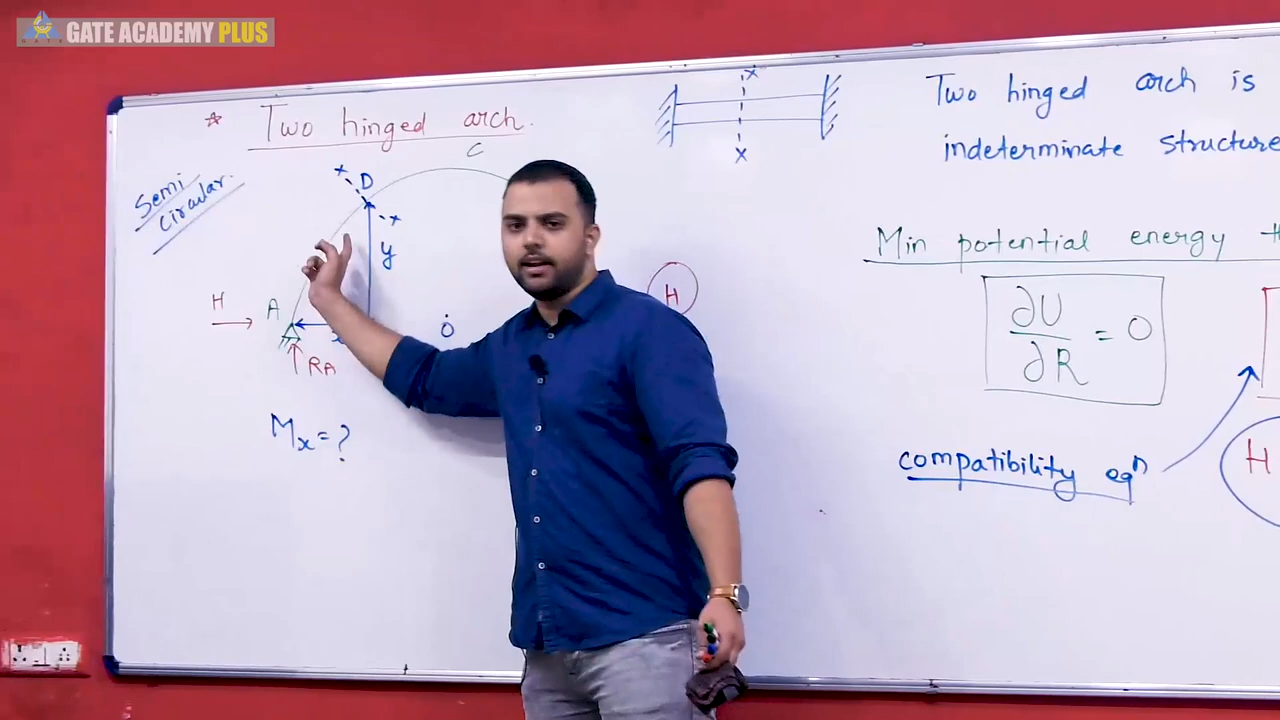 GATE ACADEMY PLUS
GATE
☆ Two hinged arch.
Semi
Circular.
C
x
D
x
y
H
A
RA
O
H
Mx = ?
x
x
Two hinged arch is
indeterminate structure
Min potential energy
∂U/∂R = 0
compatibility eqⁿ
H